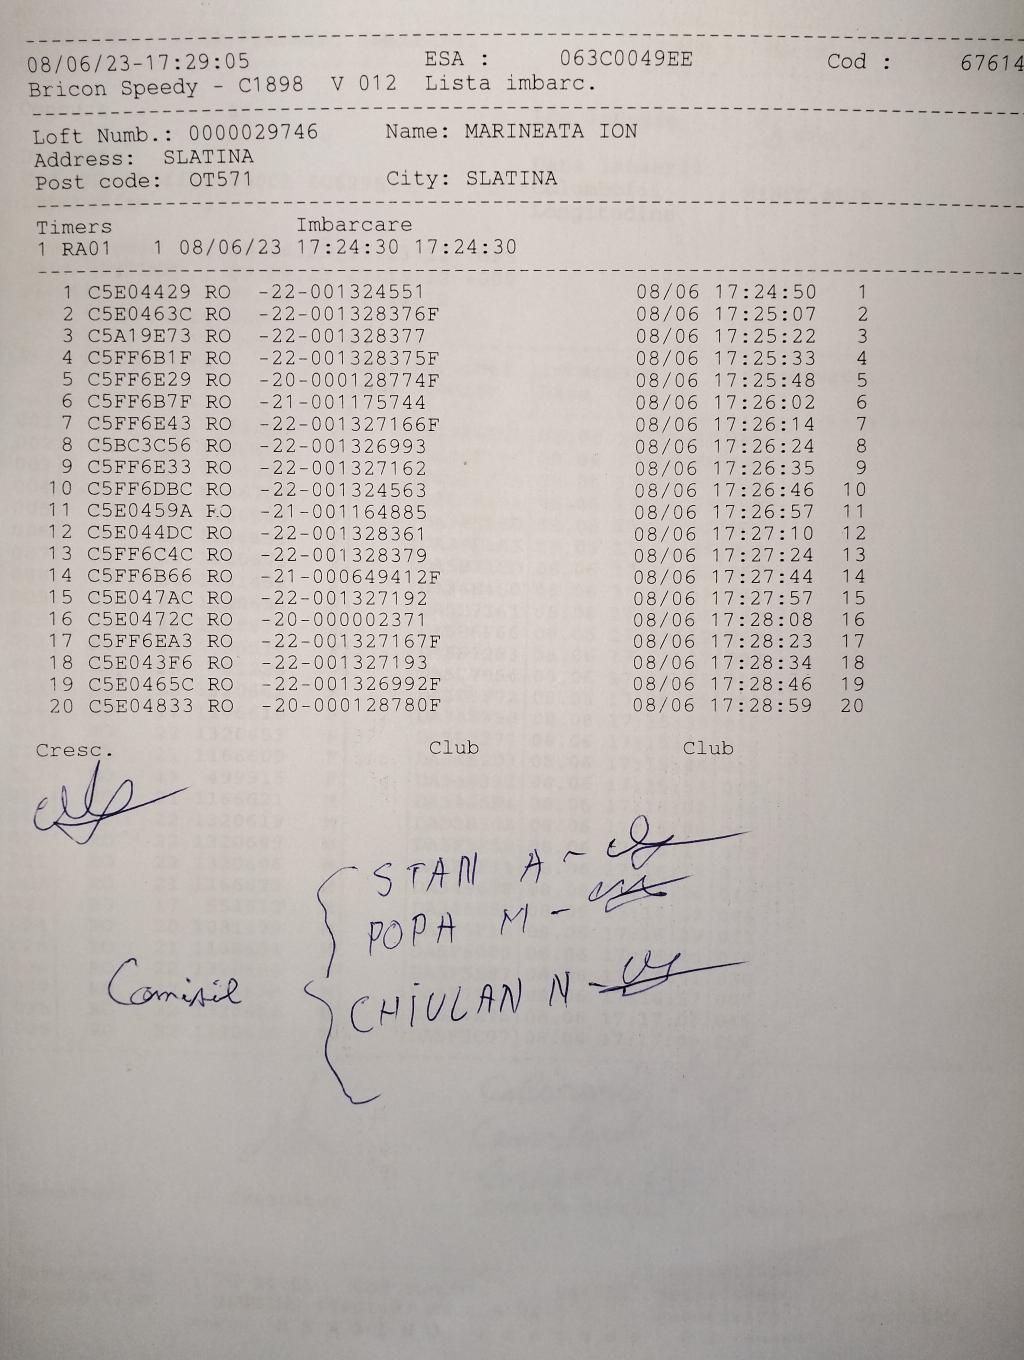 08/06/23-17:29:05 ESA : 063C0049EE Cod : 67614
Bricon Speedy - C1898 V 012 Lista imbarc.
Loft Numb.: 0000029746 Name: MARINEATA ION
Address: SLATINA
Post code: OT571 City: SLATINA
Timers Imbarcare
1 RA01 1 08/06/23 17:24:30 17:24:30
1 C5E04429 RO -22-001324551 08/06 17:24:50 1
2 C5E0463C RO -22-001328376F 08/06 17:25:07 2
3 C5A19E73 RO -22-001328377 08/06 17:25:22 3
4 C5FF6B1F RO -22-001328375F 08/06 17:25:33 4
5 C5FF6E29 RO -20-000128774F 08/06 17:25:48 5
6 C5FF6B7F RO -21-001175744 08/06 17:26:02 6
7 C5FF6E43 RO -22-001327166F 08/06 17:26:14 7
8 C5BC3C56 RO -22-001326993 08/06 17:26:24 8
9 C5FF6E33 RO -22-001327162 08/06 17:26:35 9
10 C5FF6DBC RO -22-001324563 08/06 17:26:46 10
11 C5E0459A RO -21-001164885 08/06 17:26:57 11
12 C5E044DC RO -22-001328361 08/06 17:27:10 12
13 C5FF6C4C RO -22-001328379 08/06 17:27:24 13
14 C5FF6B66 RO -21-000649412F 08/06 17:27:44 14
15 C5E047AC RO -22-001327192 08/06 17:27:57 15
16 C5E0472C RO -20-000002371 08/06 17:28:08 16
17 C5FF6EA3 RO -22-001327167F 08/06 17:28:23 17
18 C5E043F6 RO -22-001327193 08/06 17:28:34 18
19 C5E0465C RO -22-001326992F 08/06 17:28:46 19
20 C5E04833 RO -20-000128780F 08/06 17:28:59 20
Cresc. Club Club
STAN A -
POPA M -
Comisie CHIULAN N -